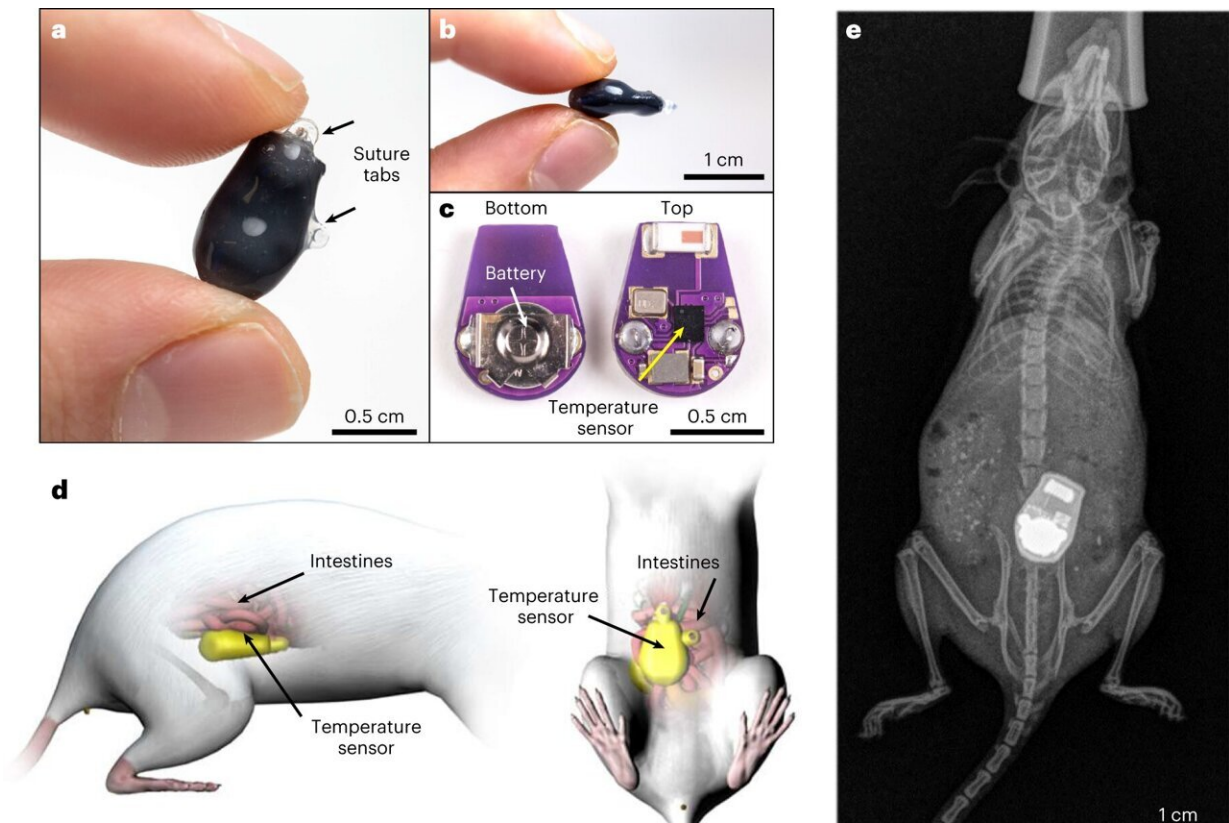 a
Suture
tabs
0.5 cm
b
1 cm
c
Bottom
Top
Battery
Temperature
sensor
0.5 cm
d
Intestines
Temperature
sensor
Intestines
Temperature
sensor
e
1 cm